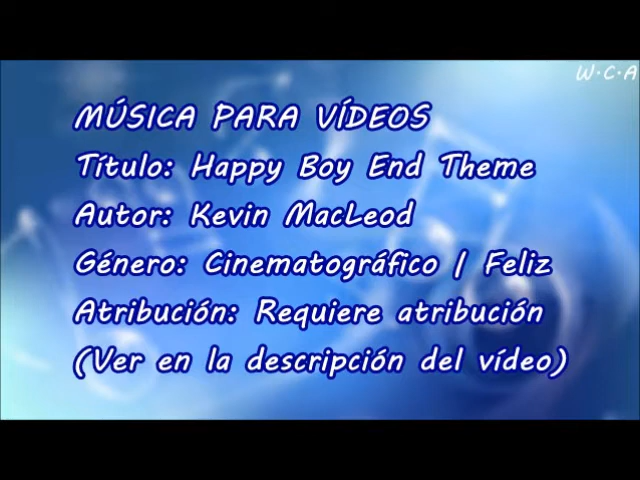 W·C·A
MÚSICA PARA VÍDEOS
Título: Happy Boy End Theme
Autor: Kevin MacLeod
Género: Cinematográfico | Feliz
Atribución: Requiere atribución
(Ver en la descripción del vídeo)